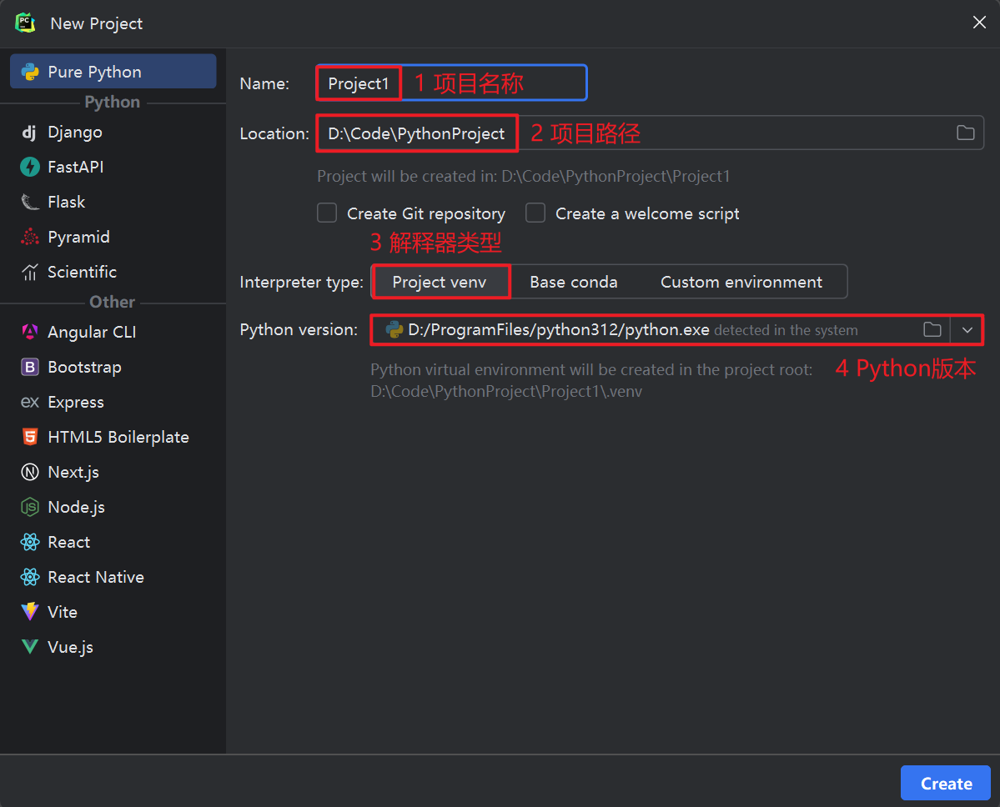 New Project
Pure Python
Python
Django
FastAPI
Flask
Pyramid
Scientific
Other
Angular CLI
Bootstrap
Express
HTML5 Boilerplate
Next.js
Node.js
React
React Native
Vite
Vue.js
Name: Project1 1 项目名称
Location: D:\Code\PythonProject 2 项目路径
Project will be created in: D:\Code\PythonProject\Project1
Create Git repository Create a welcome script
3 解释器类型
Interpreter type: Project venv Base conda Custom environment
Python version: D:/ProgramFiles/python312/python.exe detected in the system
Python virtual environment will be created in the project root: 4 Python版本
D:\Code\PythonProject\Project1\.venv
Create